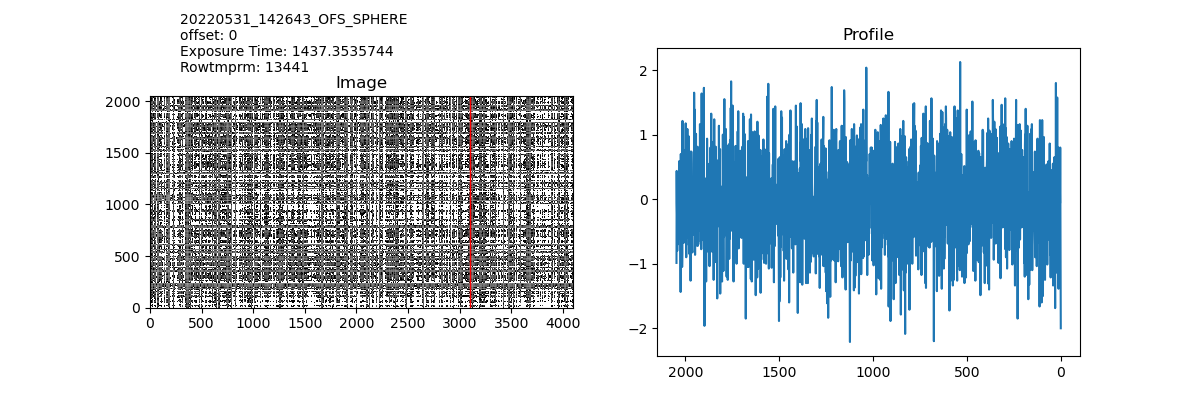 20220531_142643_OFS_SPHERE
offset: 0
Exposure Time: 1437.3535744
Rowtmprm: 13441
Image
2000
1500
1000
500
0
0 500 1000 1500 2000 2500 3000 3500 4000
Profile
2
1
0
−1
−2
2000 1500 1000 500 0